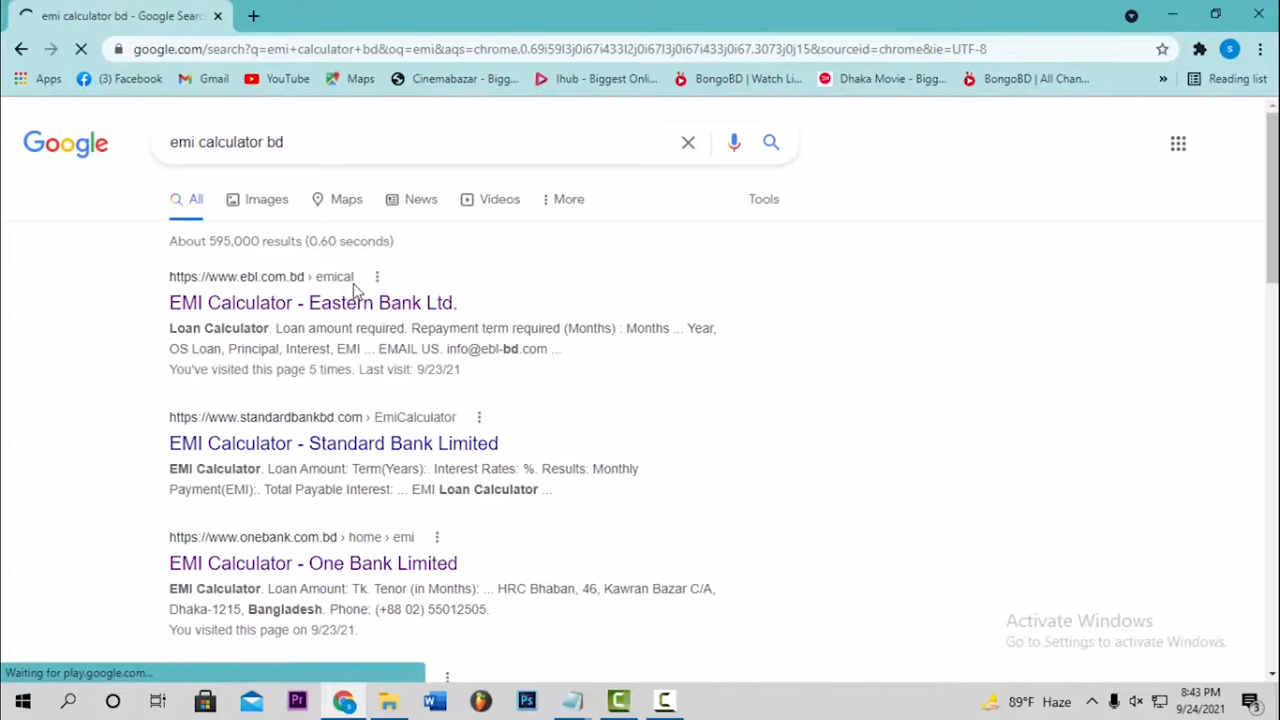 emi calculator bd - Google Sear
google.com/search?q=emi+calculator+bd&oq=emi&aqs=chrome.0.69i59l3j0i67i433l2j0i67l3j0i67i433j0i67.3073j0j15&sourceid=chrome&ie=UTF-8
S
Apps (3) Facebook Gmail YouTube Maps Cinemabazar - Bigg... Ihub - Biggest Onli... BongoBD | Watch Li... Dhaka Movie - Bigg... BongoBD | All Chan... » Reading list
Google
emi calculator bd
All Images Maps News Videos More Tools
About 595,000 results (0.60 seconds)
https://www.ebl.com.bd › emical
EMI Calculator - Eastern Bank Ltd.
Loan Calculator. Loan amount required. Repayment term required (Months) : Months ... Year,
OS Loan, Principal, Interest, EMI ... EMAIL US. info@ebl-bd.com ...
You've visited this page 5 times. Last visit: 9/23/21
https://www.standardbankbd.com › EmiCalculator
EMI Calculator - Standard Bank Limited
EMI Calculator. Loan Amount: Term(Years):. Interest Rates: %. Results: Monthly
Payment(EMI):. Total Payable Interest: ... EMI Loan Calculator ...
https://www.onebank.com.bd › home › emi
EMI Calculator - One Bank Limited
EMI Calculator. Loan Amount: Tk. Tenor (in Months): ... HRC Bhaban, 46, Kawran Bazar C/A,
Dhaka-1215, Bangladesh. Phone: (+88 02) 55012505.
You visited this page on 9/23/21.
Activate Windows
Go to Settings to activate Windows.
Waiting for play.google.com...
Pr W Ps C C 89°F Haze 8:43 PM
9/24/2021 3